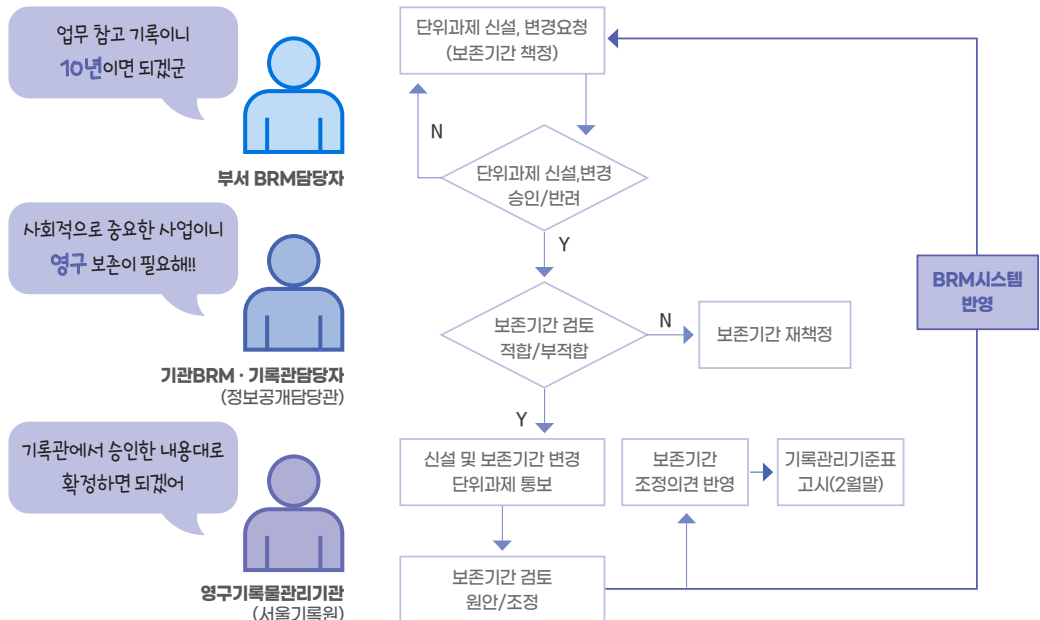 업무 참고 기록이니
10년이면 되겠군
부서 BRM담당자
사회적으로 중요한 사업이니
영구 보존이 필요해!!
기관BRM · 기록관담당자
(정보공개담당관)
기록관에서 승인한 내용대로
확정하면 되겠어
영구기록물관리기관
(서울기록원)
단위과제 신설, 변경요청
(보존기간 책정)
N
단위과제 신설,변경
승인/반려
Y
보존기간 검토
적합/부적합
N
보존기간 재책정
Y
신설 및 보존기간 변경
단위과제 통보
보존기간
조정의견 반영
기록관리기준표
고시(2월말)
보존기간 검토
원안/조정
BRM시스템
반영